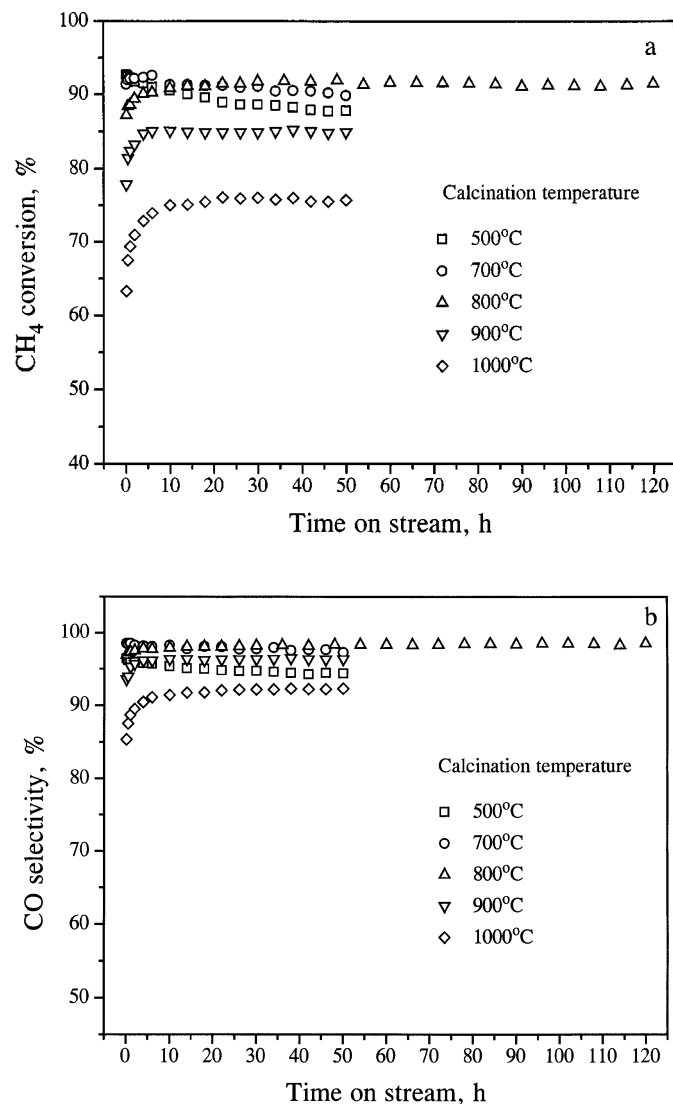 a
100
90
80
70
60
50
40
CH4 conversion, %
Calcination temperature
500°C
700°C
800°C
900°C
1000°C
0 10 20 30 40 50 60 70 80 90 100 110 120
Time on stream, h
b
100
90
80
70
60
50
CO selectivity, %
Calcination temperature
500°C
700°C
800°C
900°C
1000°C
0 10 20 30 40 50 60 70 80 90 100 110 120
Time on stream, h